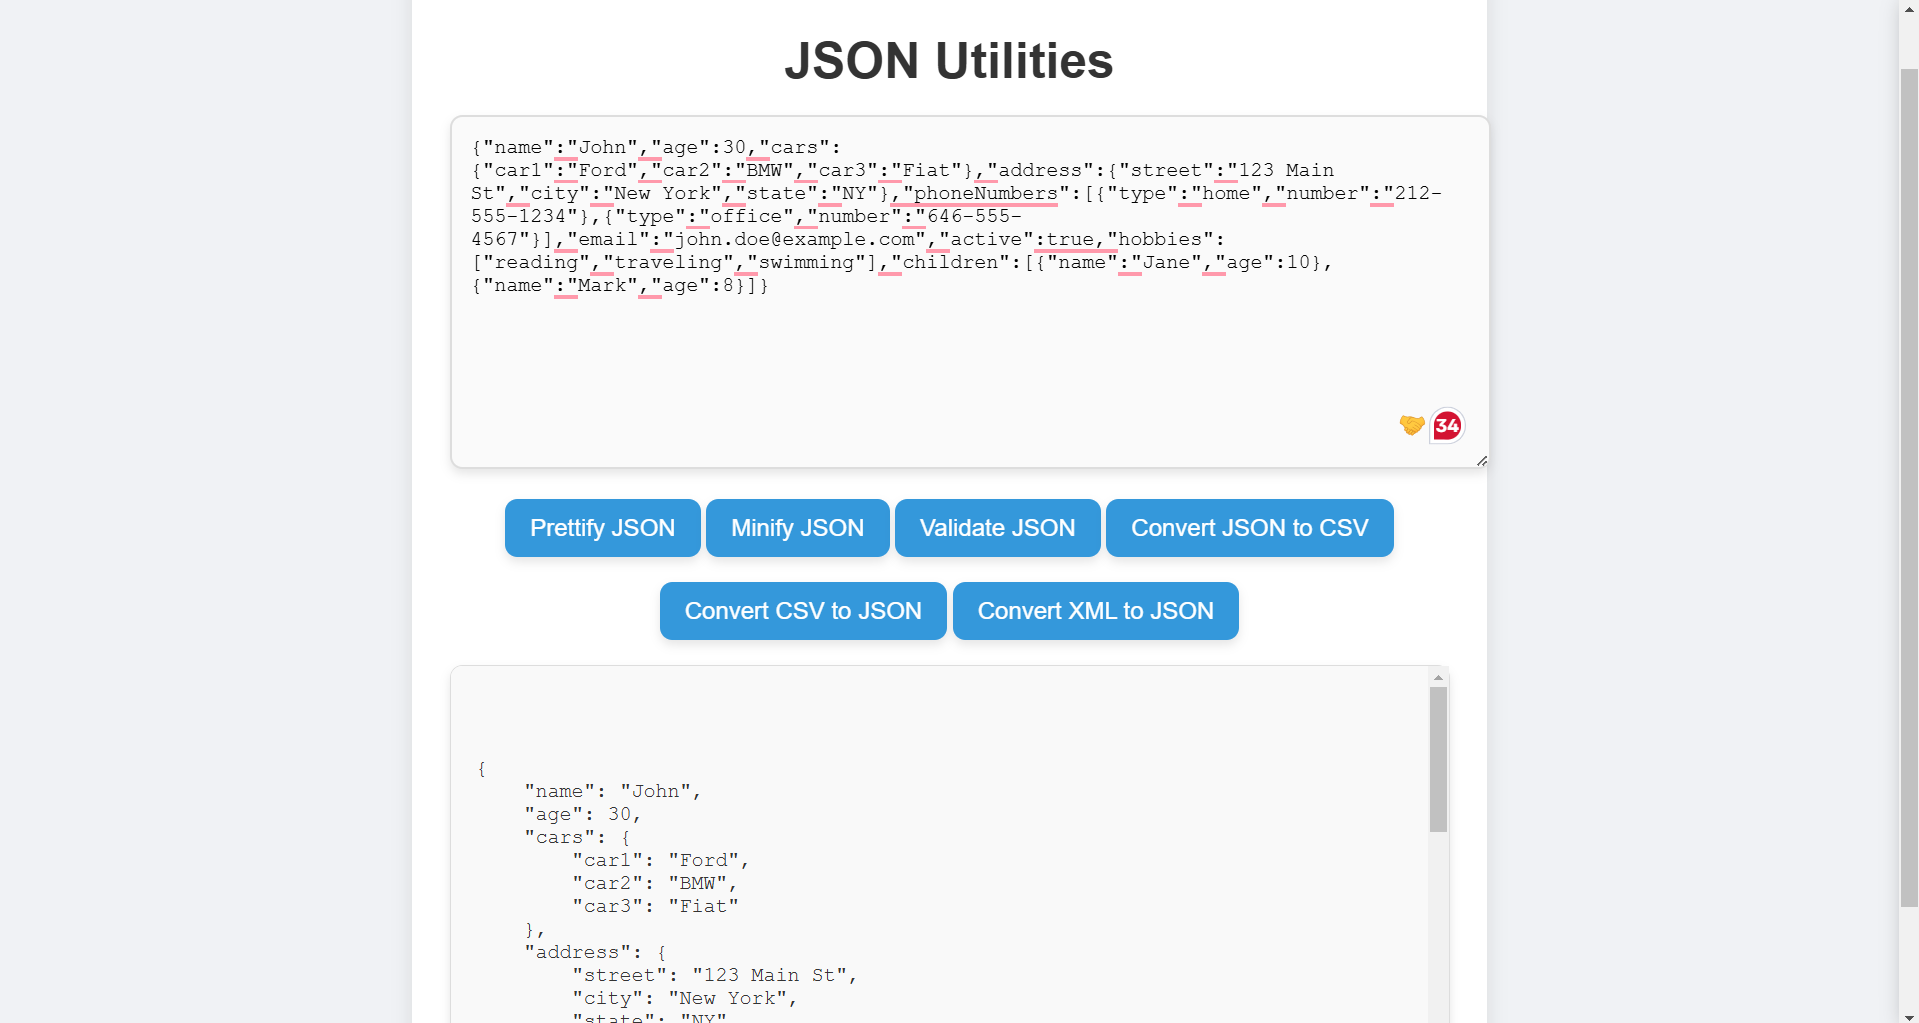 JSON Utilities
{"name":"John","age":30,"cars":
{"car1":"Ford","car2":"BMW","car3":"Fiat"},"address":{"street":"123 Main
St","city":"New York","state":"NY"},"phoneNumbers":[{"type":"home","number":"212-
555-1234"},{"type":"office","number":"646-555-
4567"}],"email":"john.doe@example.com","active":true,"hobbies":
["reading","traveling","swimming"],"children":[{"name":"Jane","age":10},
{"name":"Mark","age":8}]}
34
Prettify JSON Minify JSON Validate JSON Convert JSON to CSV
Convert CSV to JSON Convert XML to JSON
{
    "name": "John",
    "age": 30,
    "cars": {
        "car1": "Ford",
        "car2": "BMW",
        "car3": "Fiat"
    },
    "address": {
        "street": "123 Main St",
        "city": "New York",
        "state": "NY"